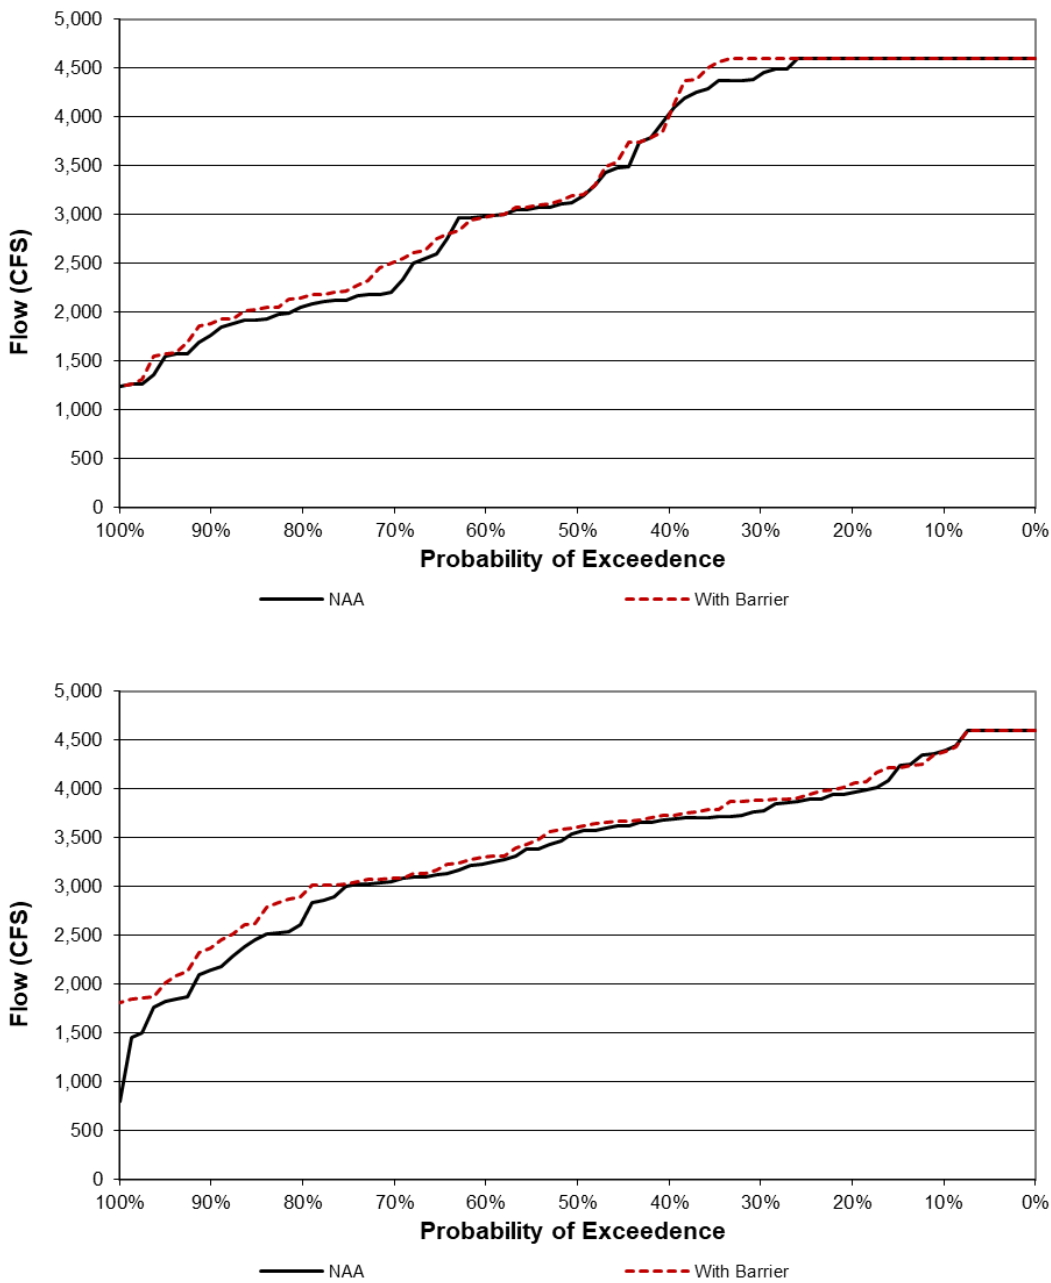 5,000
4,500
4,000
3,500
3,000
2,500
2,000
1,500
1,000
500
0
Flow (CFS)
100% 90% 80% 70% 60% 50% 40% 30% 20% 10% 0%
Probability of Exceedence
NAA With Barrier
5,000
4,500
4,000
3,500
3,000
2,500
2,000
1,500
1,000
500
0
Flow (CFS)
100% 90% 80% 70% 60% 50% 40% 30% 20% 10% 0%
Probability of Exceedence
NAA With Barrier